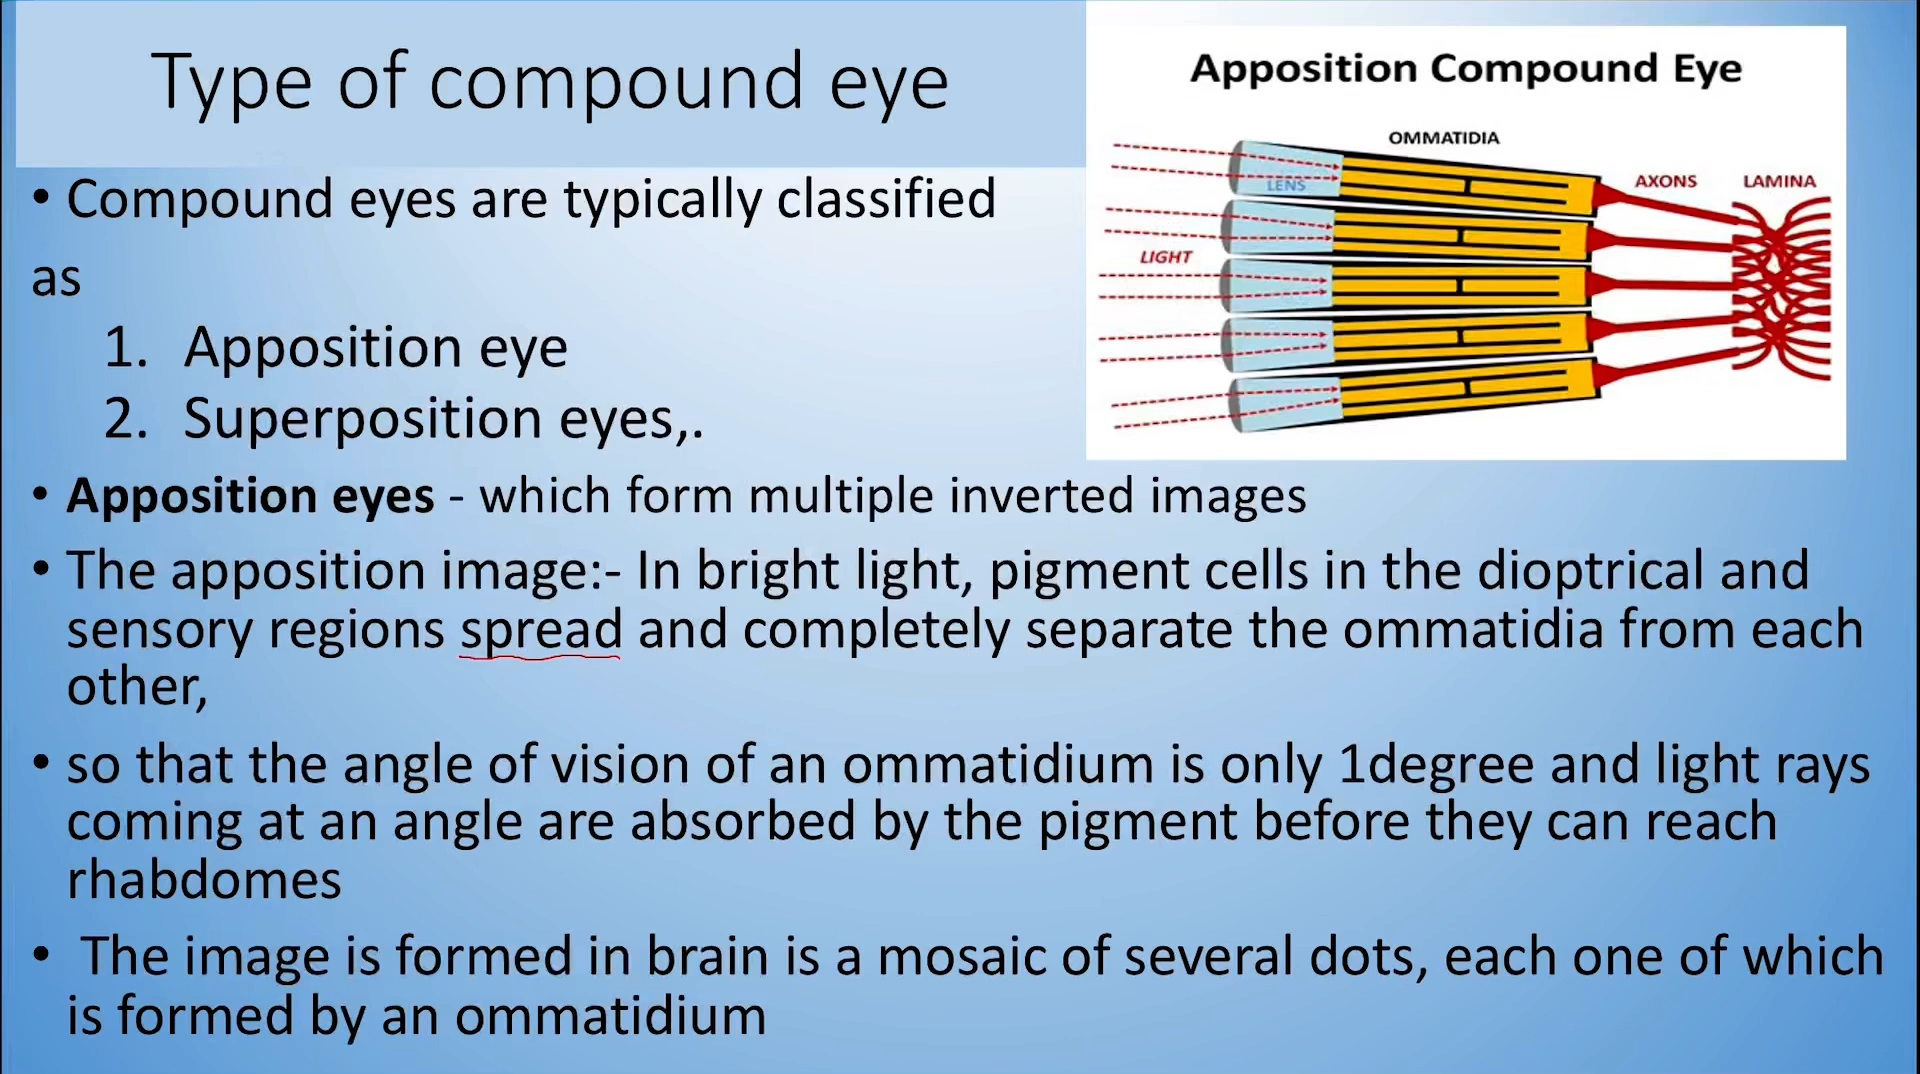 Type of compound eye
• Compound eyes are typically classified
as
1. Apposition eye
2. Superposition eyes,.
Apposition Compound Eye
OMMATIDIA
LENS
AXONS
LAMINA
LIGHT
• Apposition eyes - which form multiple inverted images
• The apposition image:- In bright light, pigment cells in the dioptrical and
sensory regions spread and completely separate the ommatidia from each
other,
• so that the angle of vision of an ommatidium is only 1degree and light rays
coming at an angle are absorbed by the pigment before they can reach
rhabdomes
• The image is formed in brain is a mosaic of several dots, each one of which
is formed by an ommatidium